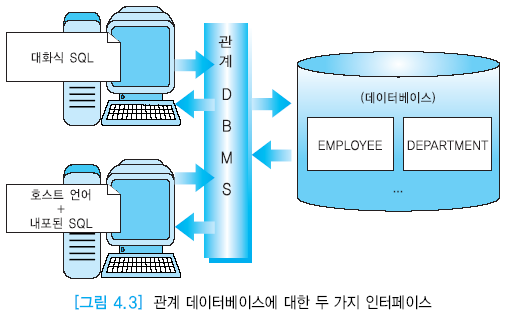 대화식 SQL
관
계
D
B
M
S
(데이터베이스)
EMPLOYEE
DEPARTMENT
...
호스트 언어
+
내포된 SQL
[그림 4.3] 관계 데이터베이스에 대한 두 가지 인터페이스